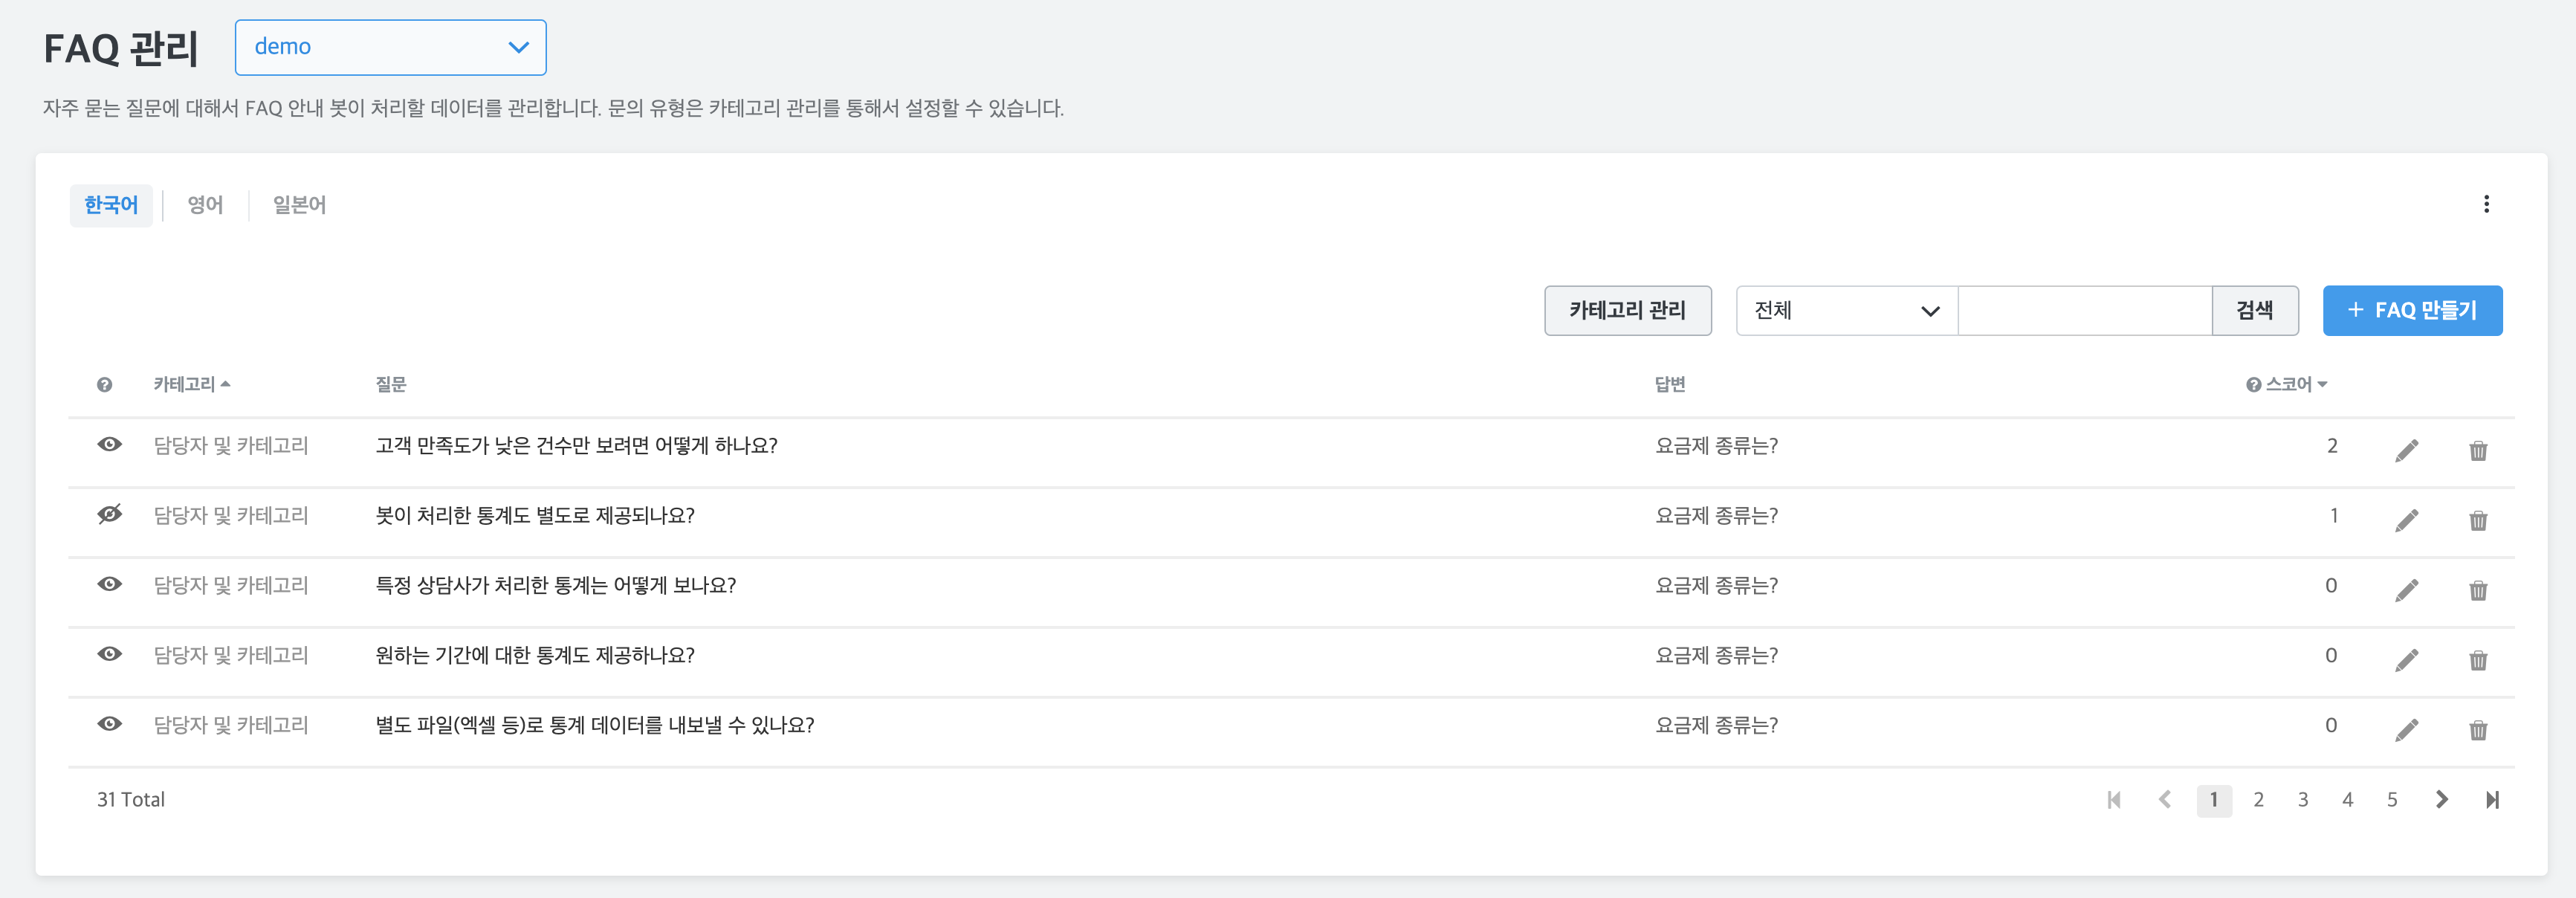 FAQ 관리 demo
자주 묻는 질문에 대해서 FAQ 안내 봇이 처리할 데이터를 관리합니다. 문의 유형은 카테고리 관리를 통해서 설정할 수 있습니다.
한국어 영어 일본어
카테고리 관리 전체 검색 + FAQ 만들기
? 카테고리 질문 답변 ? 스코어
담당자 및 카테고리 고객 만족도가 낮은 건수만 보려면 어떻게 하나요? 요금제 종류는? 2
담당자 및 카테고리 봇이 처리한 통계도 별도로 제공되나요? 요금제 종류는? 1
담당자 및 카테고리 특정 상담사가 처리한 통계는 어떻게 보나요? 요금제 종류는? 0
담당자 및 카테고리 원하는 기간에 대한 통계도 제공하나요? 요금제 종류는? 0
담당자 및 카테고리 별도 파일(엑셀 등)로 통계 데이터를 내보낼 수 있나요? 요금제 종류는? 0
31 Total 1 2 3 4 5